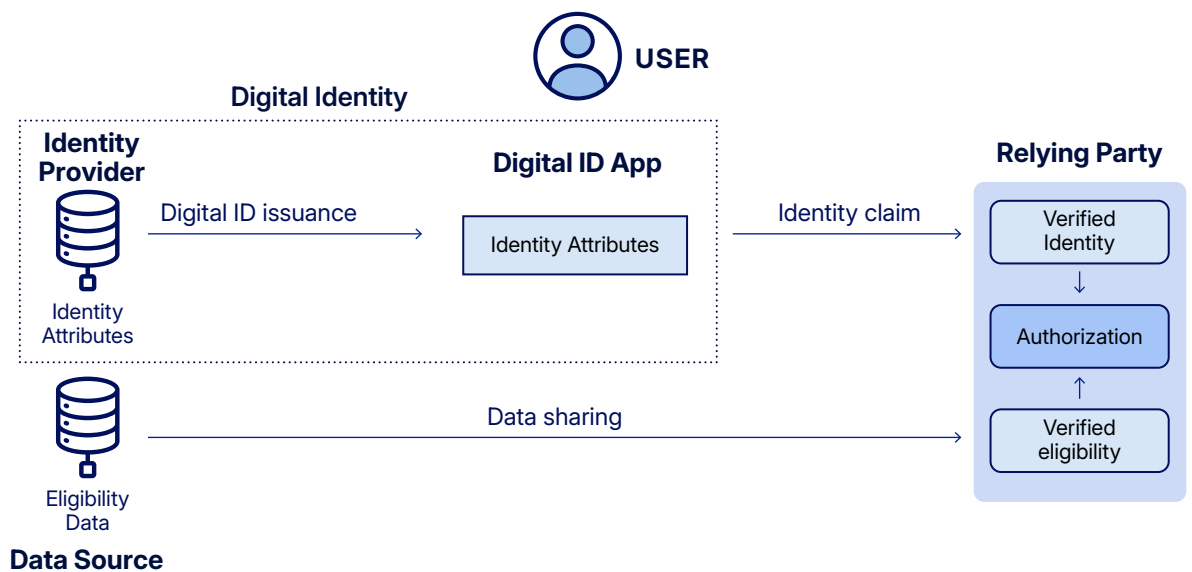 USER
Digital Identity
Identity
Provider
Digital ID App
Relying Party
Digital ID issuance
Identity Attributes
Identity claim
Verified
Identity
Identity
Attributes
Authorization
Data sharing
Verified
eligibility
Eligibility
Data
Data Source